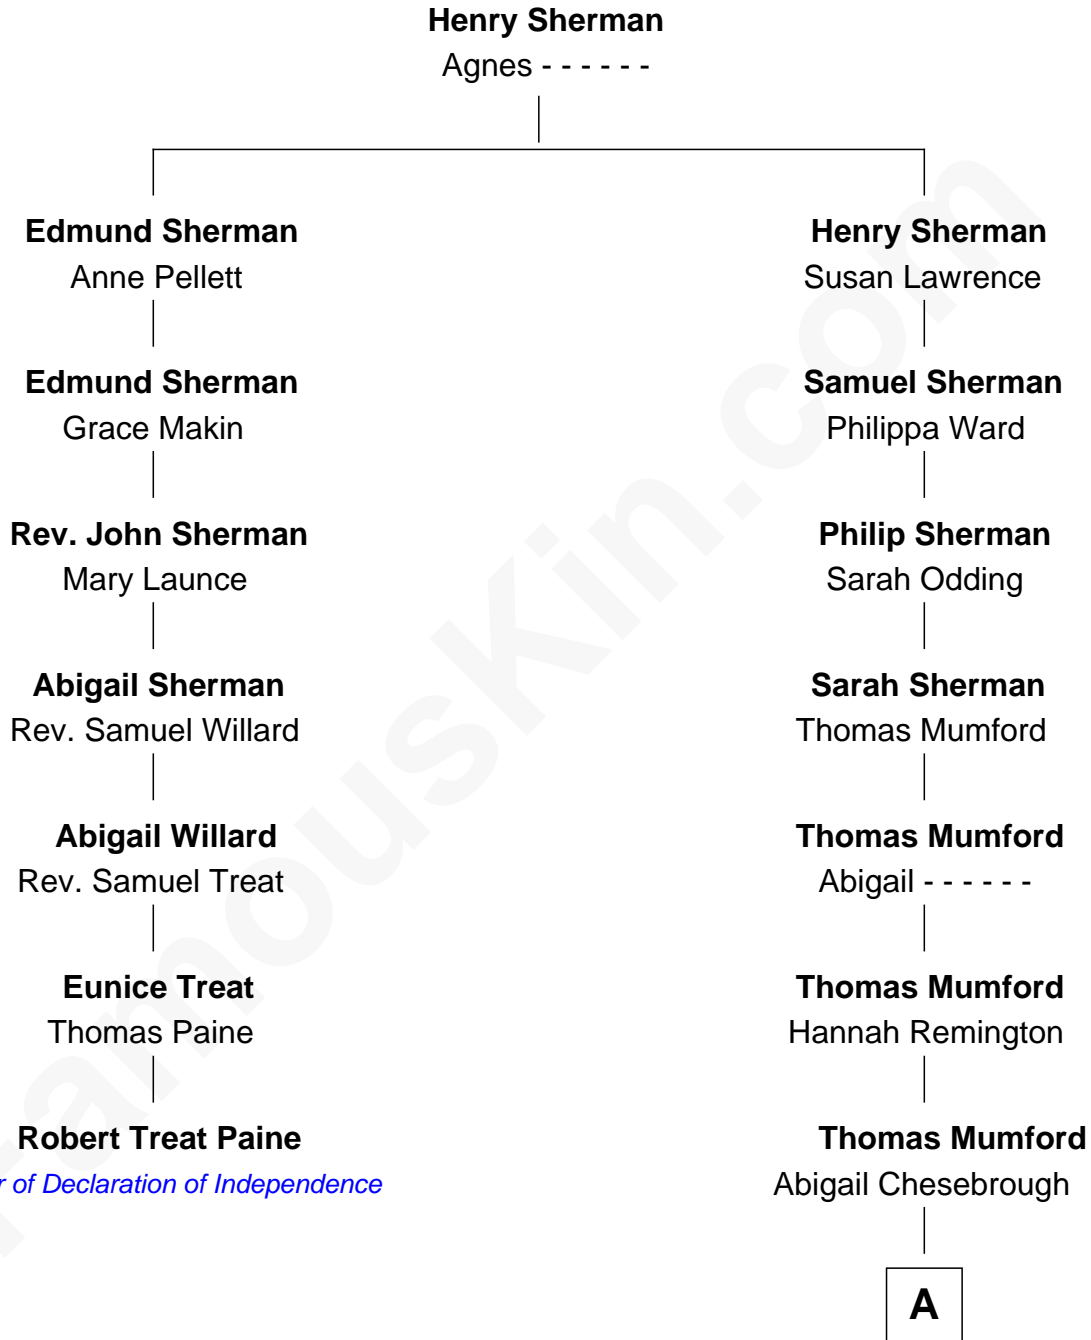 Henry Sherman
Agnes - - - - - -
Edmund Sherman
Anne Pellett
Henry Sherman
Susan Lawrence
Edmund Sherman
Grace Makin
Samuel Sherman
Philippa Ward
Rev. John Sherman
Mary Launce
Philip Sherman
Sarah Odding
Abigail Sherman
Rev. Samuel Willard
Sarah Sherman
Thomas Mumford
Abigail Willard
Rev. Samuel Treat
Thomas Mumford
Abigail - - - - - -
Eunice Treat
Thomas Paine
Thomas Mumford
Hannah Remington
Robert Treat Paine
r of Declaration of Independence
Thomas Mumford
Abigail Chesebrough
A
FamousKin.com